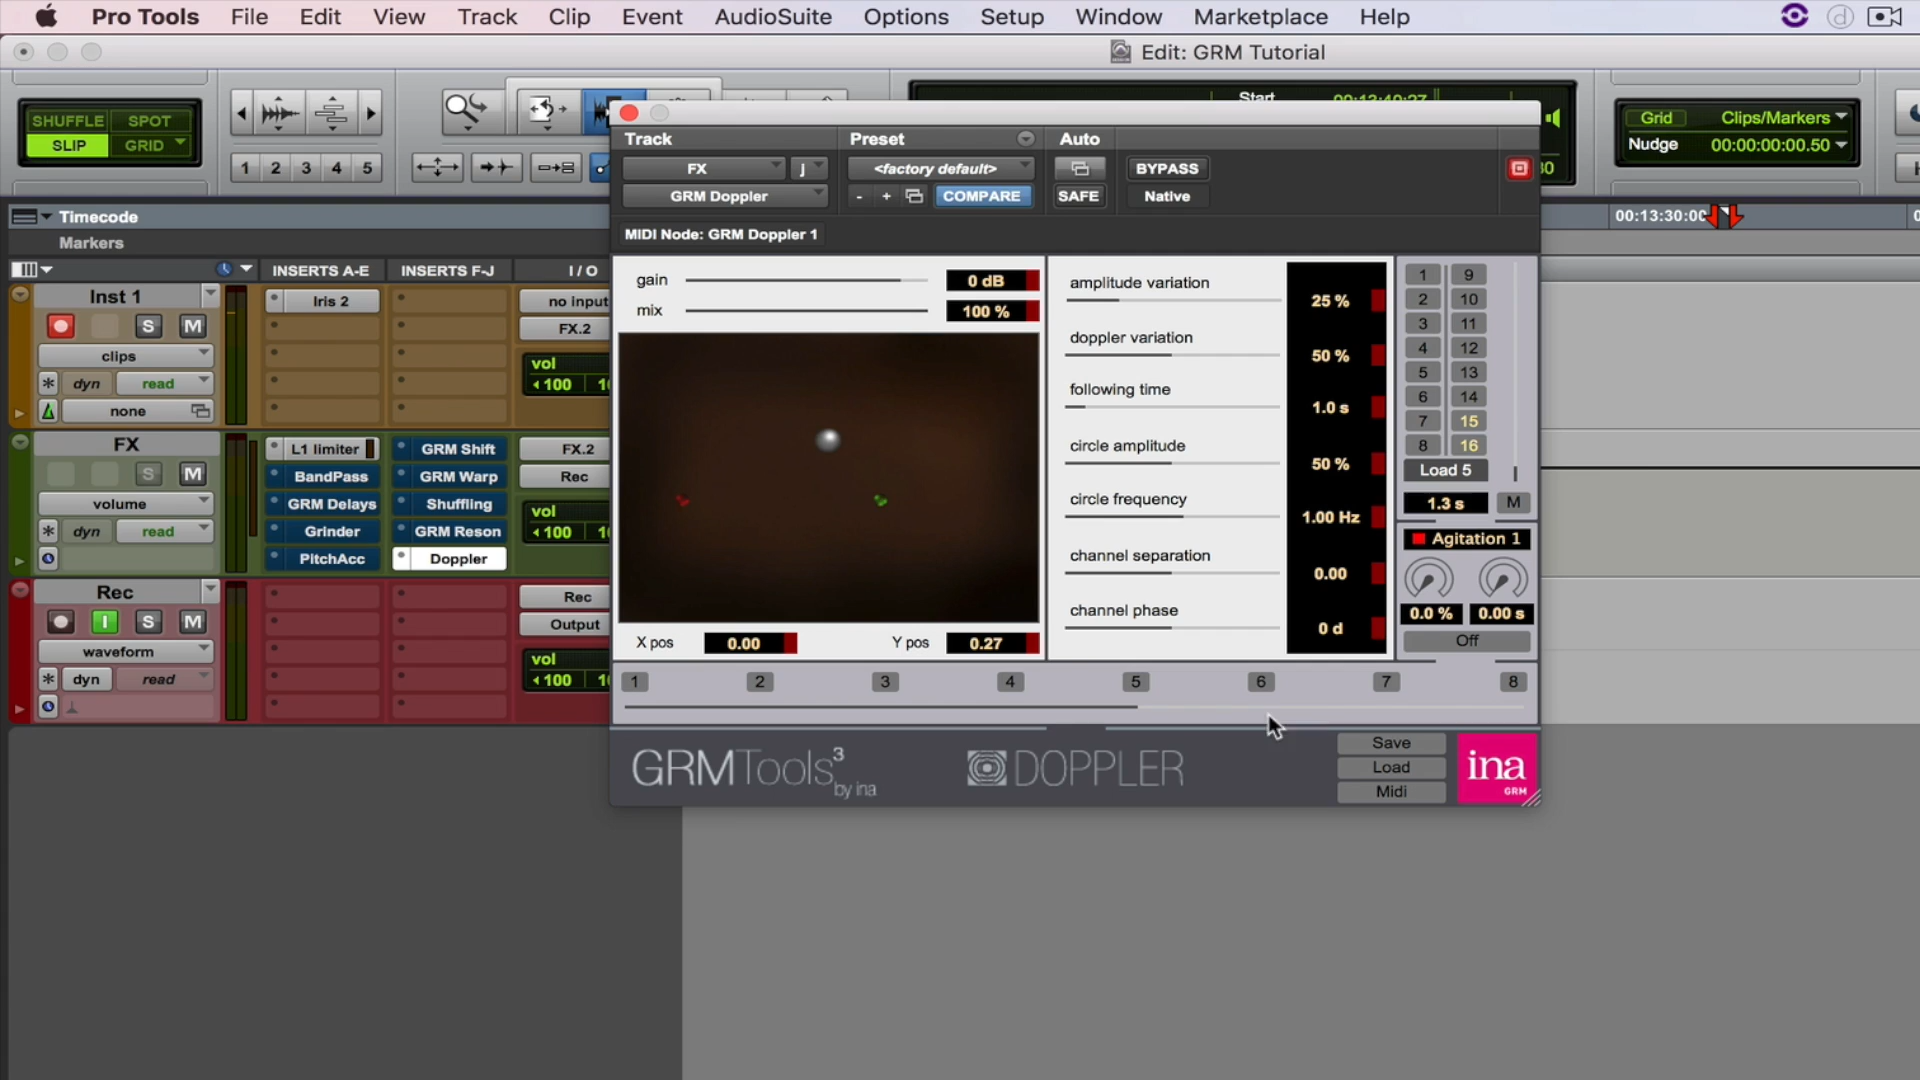 Pro Tools File Edit View Track Clip Event AudioSuite Options Setup Window Marketplace Help
Edit: GRM Tutorial
SHUFFLE SPOT
SLIP GRID
1 2 3 4 5
Start 00:13:40:27
Grid Clips/Markers
Nudge 00:00:00:00.50
Track Preset Auto
FX j <factory default> BYPASS
GRM Doppler - + COMPARE SAFE Native
MIDI Node: GRM Doppler 1
Timecode
00:13:30:00
Markers
INSERTS A-E INSERTS F-J I / O
Inst 1
Iris 2
no input
S M
FX.2
clips
vol
dyn read
100
none
FX
L1 limiter GRM Shift FX.2
S M
BandPass GRM Warp Rec
volume
GRM Delays Shuffling
vol
dyn read
Grinder GRM Reson
100
PitchAcc Doppler
Rec
Rec
I S M
Output
waveform
vol
dyn read
100
gain 0 dB
mix 100 %
X pos 0.00 Y pos 0.27
amplitude variation 25 %
doppler variation 50 %
following time 1.0 s
circle amplitude 50 %
circle frequency 1.00 Hz
channel separation 0.00
channel phase 0 d
1 9
2 10
3 11
4 12
5 13
6 14
7 15
8 16
Load 5
1.3 s M
Agitation 1
0.0 % 0.00 s
Off
1 2 3 4 5 6 7 8
GRMTools3 by ina
DOPPLER
Save
Load
Midi
ina
GRM